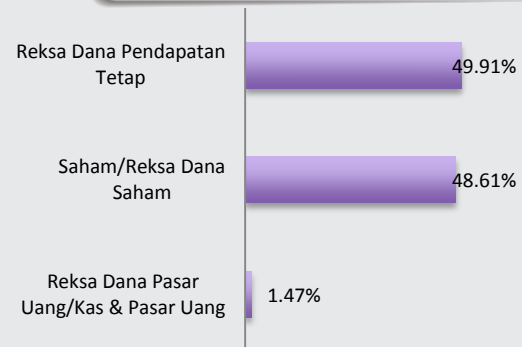 Reksa Dana Pendapatan
Tetap
49.91%
Saham/Reksa Dana
Saham
48.61%
Reksa Dana Pasar
Uang/Kas & Pasar Uang
1.47%